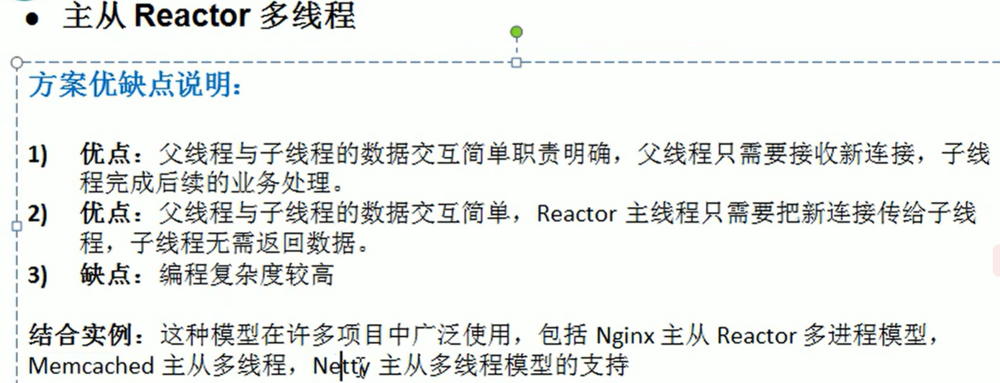 ● 主从 Reactor 多线程
方案优缺点说明：
1) 优点：父线程与子线程的数据交互简单职责明确，父线程只需要接收新连接，子线
程完成后续的业务处理。
2) 优点：父线程与子线程的数据交互简单，Reactor 主线程只需要把新连接传给子线
程，子线程无需返回数据。
3) 缺点：编程复杂度较高
结合实例：这种模型在许多项目中广泛使用，包括 Nginx 主从 Reactor 多进程模型，
Memcached 主从多线程，Netty 主从多线程模型的支持